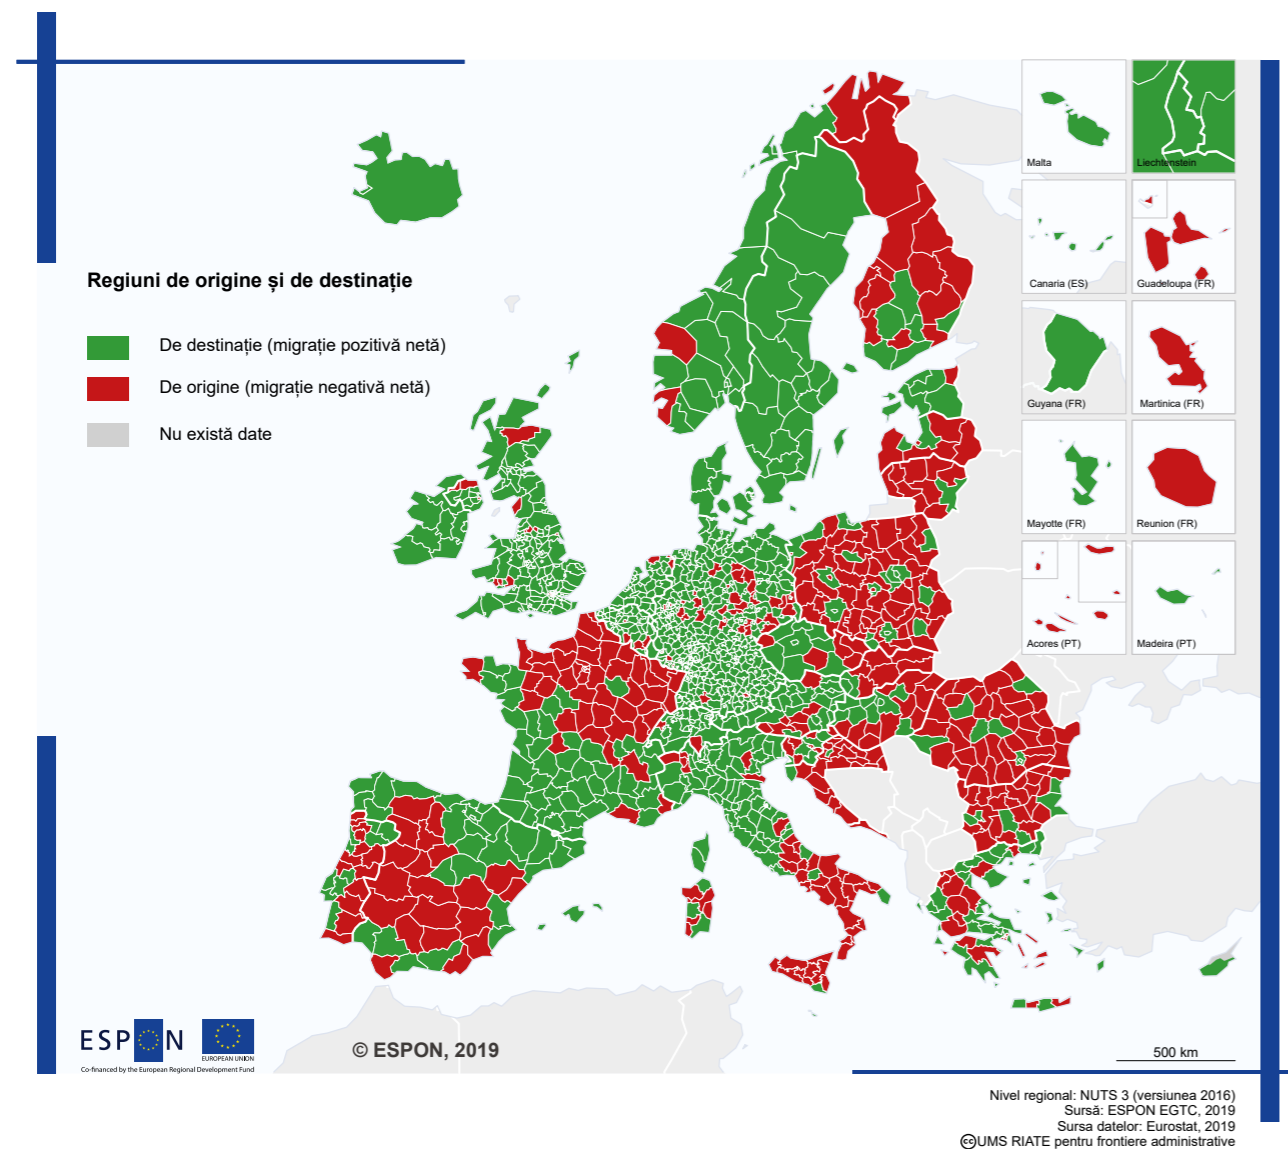 Regiuni de origine și de destinație
De destinație (migrație pozitivă netă)
De origine (migrație negativă netă)
Nu există date
Malta
Liechtenstein
Canaria (ES)
Guadeloupa (FR)
Guyana (FR)
Martinica (FR)
Mayotte (FR)
Reunion (FR)
Acores (PT)
Madeira (PT)
ESPON
EUROPEAN UNION
Co-financed by the European Regional Development Fund
© ESPON, 2019
500 km
Nivel regional: NUTS 3 (versiunea 2016)
Sursă: ESPON EGTC, 2019
Sursa datelor: Eurostat, 2019
cc UMS RIATE pentru frontiere administrative